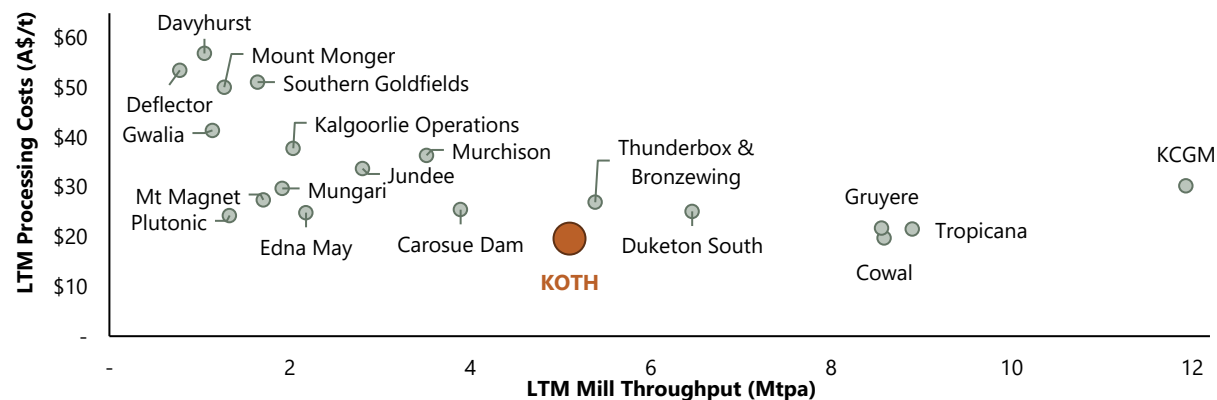 LTM Processing Costs (A$/t)
$60
$50
$40
$30
$20
$10
-
Davyhurst
Mount Monger
Southern Goldfields
Deflector
Gwalia
Kalgoorlie Operations
Murchison
Thunderbox &
Bronzewing
KCGM
Jundee
Mungari
Mt Magnet
Plutonic
Gruyere
Edna May
Carosue Dam
Duketon South
Tropicana
Cowal
KOTH
-
2
4
6
8
10
12
LTM Mill Throughput (Mtpa)